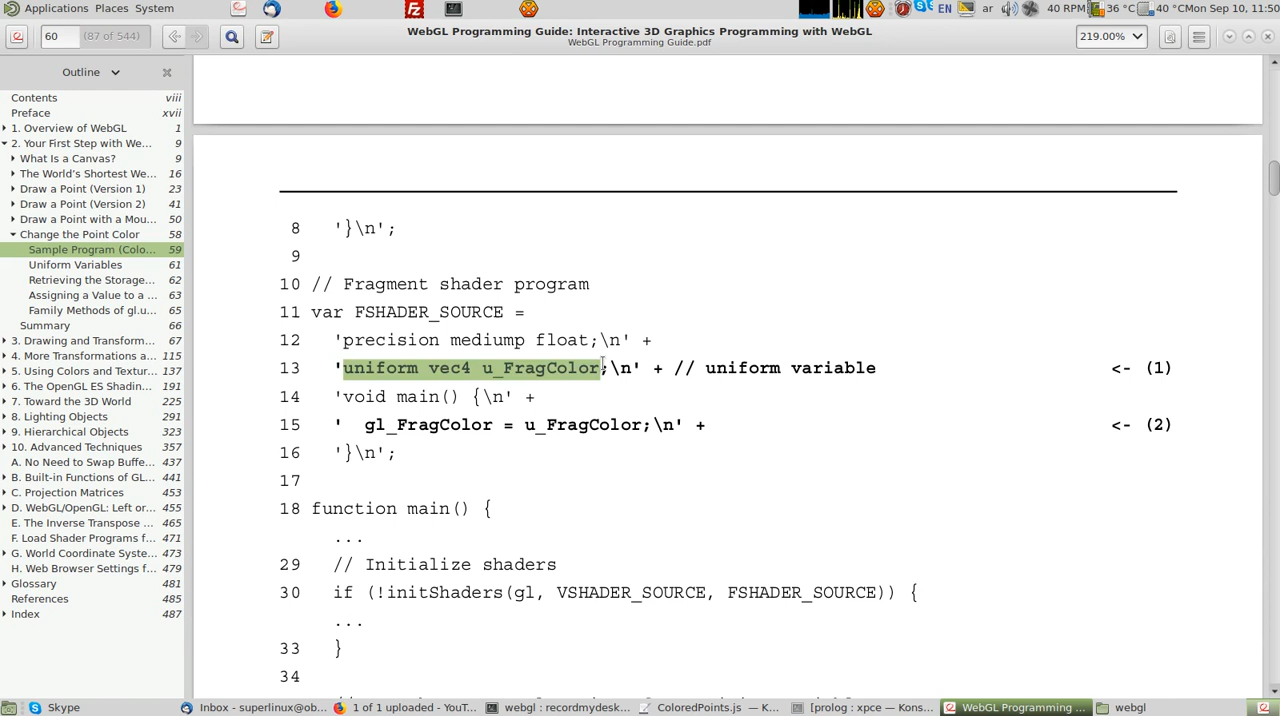 Applications Places System EN ar 40 RPM 36 °C 40 °C Mon Sep 10, 11:50
60 (87 of 544) WebGL Programming Guide: Interactive 3D Graphics Programming with WebGL 219.00%
WebGL Programming Guide.pdf
Outline
Contents viii
Preface xvii
1. Overview of WebGL 1
2. Your First Step with We... 9
What Is a Canvas? 9
The World’s Shortest We... 16
Draw a Point (Version 1) 23
Draw a Point (Version 2) 41
Draw a Point with a Mou... 50
Change the Point Color 58
Sample Program (Colo... 59
Uniform Variables 61
Retrieving the Storage... 62
Assigning a Value to a ... 63
Family Methods of gl.u... 65
Summary 66
3. Drawing and Transform... 67
4. More Transformations a... 115
5. Using Colors and Textur... 155
6. The OpenGL ES Shadin... 191
7. Toward the 3D World 225
8. Lighting Objects 291
9. Hierarchical Objects 323
10. Advanced Techniques 357
A. No Need to Swap Buffe... 437
B. Built-in Functions of GL... 441
C. Projection Matrices 453
D. WebGL/OpenGL: Left or... 455
E. The Inverse Transpose ... 465
F. Load Shader Programs f... 471
G. World Coordinate Syste... 473
H. Web Browser Settings f... 479
Glossary 481
References 485
Index 487
8 '}\n';
9
10 // Fragment shader program
11 var FSHADER_SOURCE =
12 'precision mediump float;\n' +
13 'uniform vec4 u_FragColor;\n' + // uniform variable <- (1)
14 'void main() {\n' +
15 ' gl_FragColor = u_FragColor;\n' + <- (2)
16 '}\n';
17
18 function main() {
...
29 // Initialize shaders
30 if (!initShaders(gl, VSHADER_SOURCE, FSHADER_SOURCE)) {
...
33 }
34
Skype Inbox - superlinux@ob... 1 of 1 uploaded - YouT... webgl : recordmydesk... ColoredPoints.js — K... [prolog : xpce — Kons... WebGL Programming ... webgl